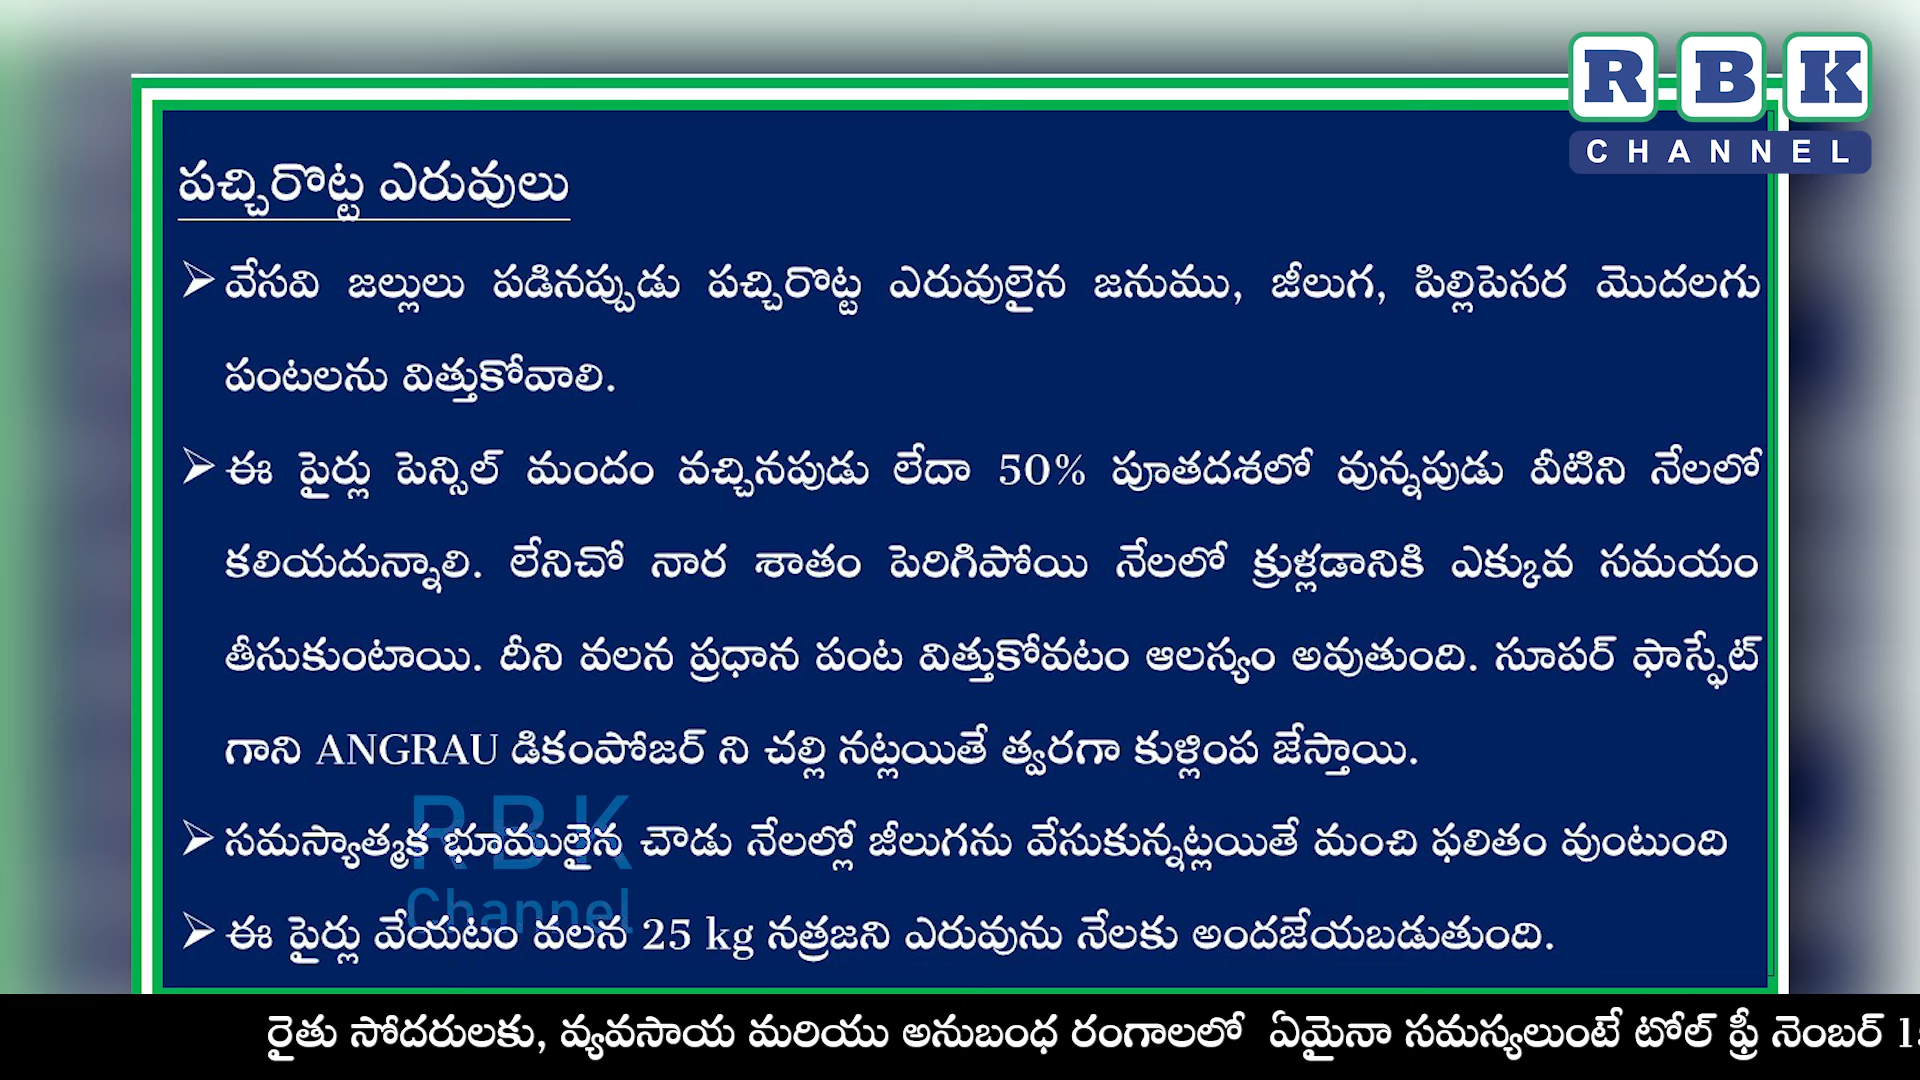 R B K
CHANNEL
పచ్చిరొట్ట ఎరువులు
➢ వేసవి జల్లులు పడినప్పుడు పచ్చిరొట్ట ఎరువులైన జనుము, జీలుగ, పిల్లిపెసర మొదలగు
పంటలను విత్తుకోవాలి.
➢ ఈ పైర్లు పెన్సిల్ మందం వచ్చినపుడు లేదా 50% పూతదశలో వున్నపుడు వీటిని నేలలో
కలియదున్నాలి. లేనిచో నార శాతం పెరిగిపోయి నేలలో క్రుళ్లడానికి ఎక్కువ సమయం
తీసుకుంటాయి. దీని వలన ప్రధాన పంట విత్తుకోవటం ఆలస్యం అవుతుంది. సూపర్ ఫాస్ఫేట్
గాని ANGRAU డికంపోజర్ ని చల్లి నట్లయితే త్వరగా కుళ్లింప జేస్తాయి.
➢ సమస్యాత్మక భూములైన చౌడు నేలల్లో జీలుగను వేసుకున్నట్లయితే మంచి ఫలితం వుంటుంది
➢ ఈ పైర్లు వేయటం వలన 25 kg నత్రజని ఎరువును నేలకు అందజేయబడుతుంది.
RBK
Channel
రైతు సోదరులకు, వ్యవసాయ మరియు అనుబంధ రంగాలలో ఏమైనా సమస్యలుంటే టోల్ ఫ్రీ నెంబర్